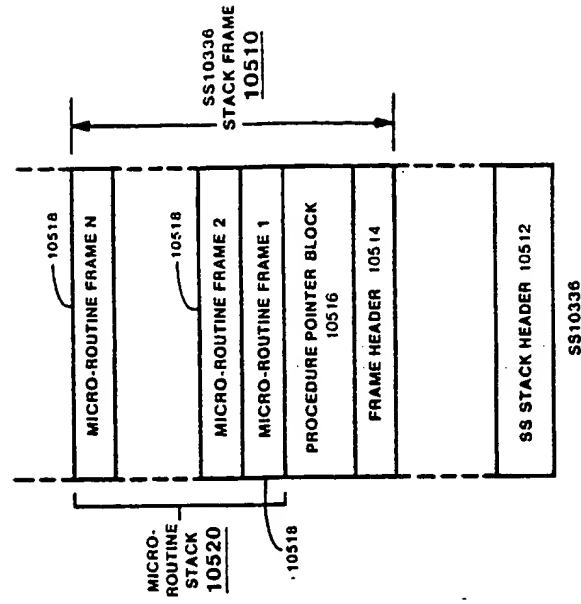 SS10336
STACK FRAME
10510
10518
MICRO-ROUTINE FRAME N
10518
MICRO-ROUTINE FRAME 2
MICRO-ROUTINE FRAME 1
PROCEDURE POINTER BLOCK
10516
FRAME HEADER 10514
SS STACK HEADER 10512
MICRO-
ROUTINE
STACK
10520
10518
SS10336